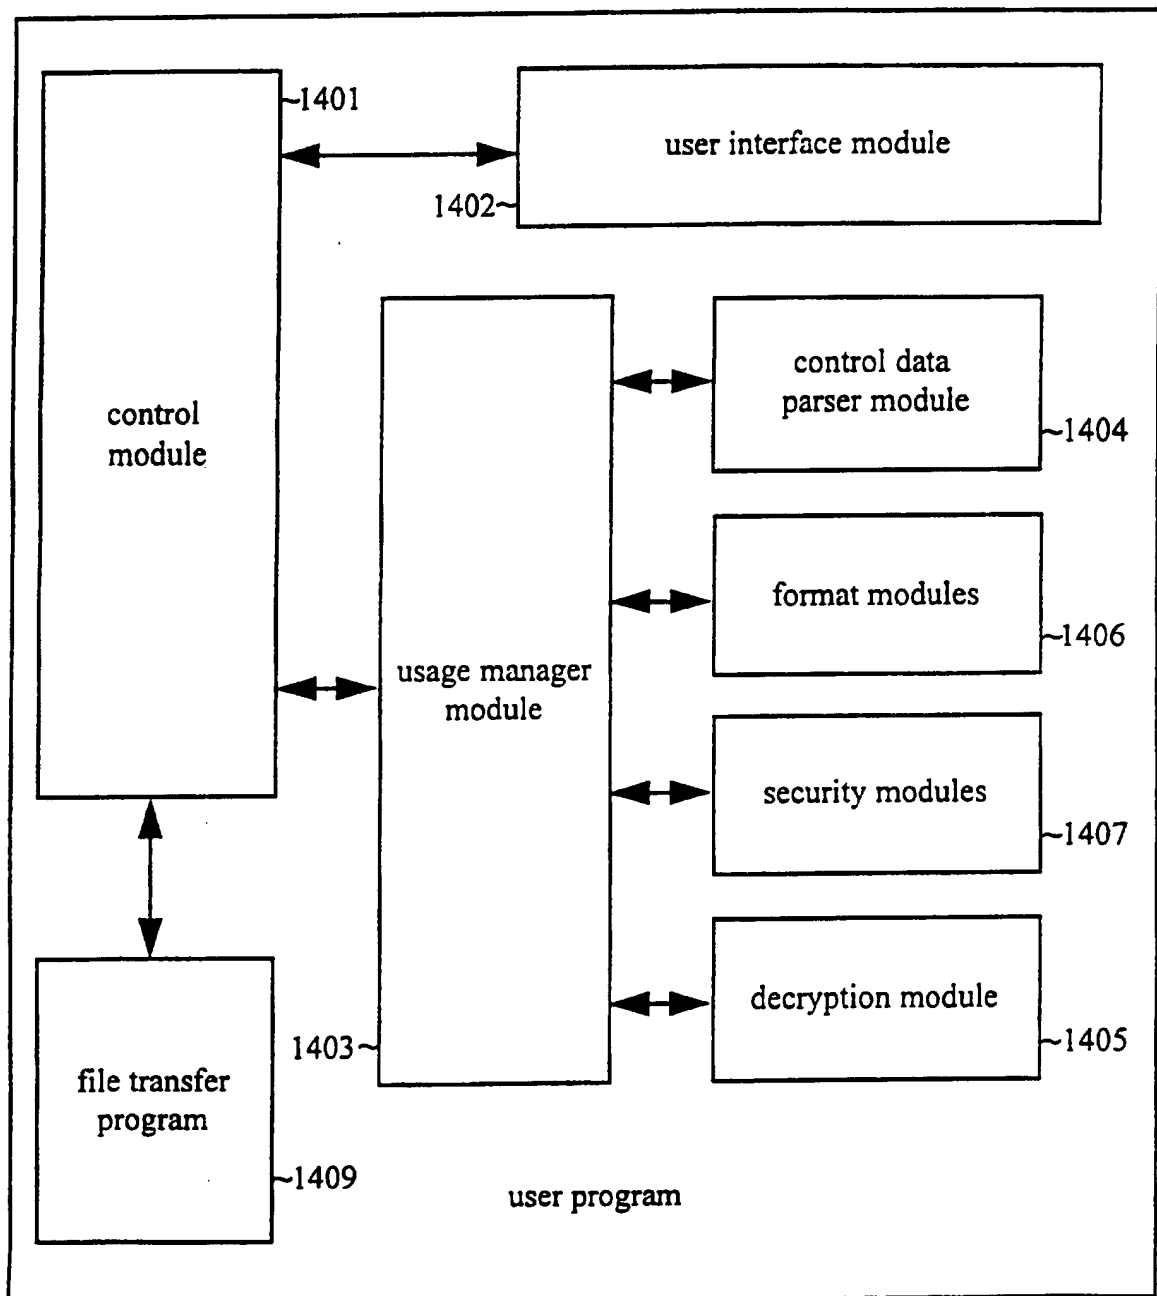 1401
user interface module
1402
control data
parser module
1404
control
module
format modules
1406
usage manager
module
security modules
1407
decryption module
1405
1403
file transfer
program
1409
user program